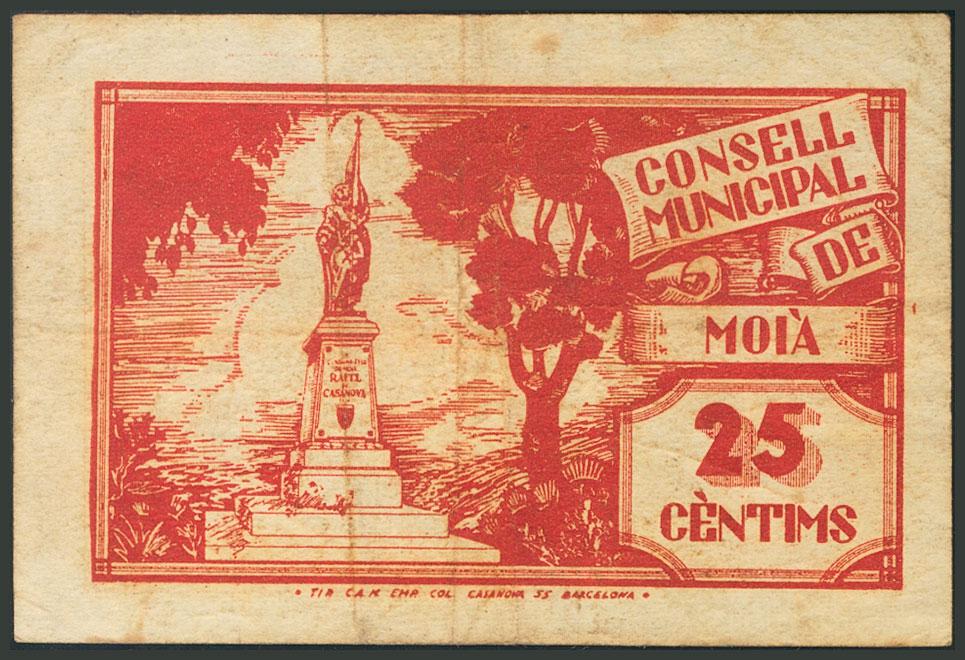 CONSELL
MUNICIPAL
DE
MOIÀ
25
CÈNTIMS
RAFEL
CASANOVA
• TIP C.A.M EMP. COL CASANOVA 55 BARCELONA •